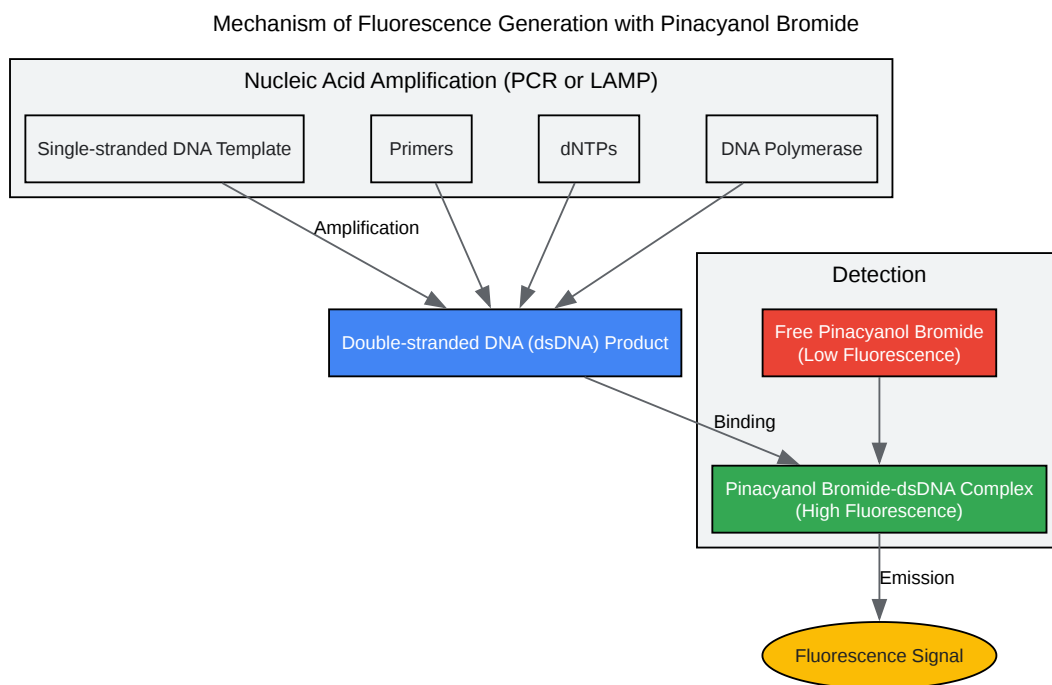 Mechanism of Fluorescence Generation with Pinacyanol Bromide
Nucleic Acid Amplification (PCR or LAMP)
Single-stranded DNA Template
Primers
dNTPs
DNA Polymerase
Amplification
Detection
Double-stranded DNA (dsDNA) Product
Free Pinacyanol Bromide
(Low Fluorescence)
Binding
Pinacyanol Bromide-dsDNA Complex
(High Fluorescence)
Emission
Fluorescence Signal